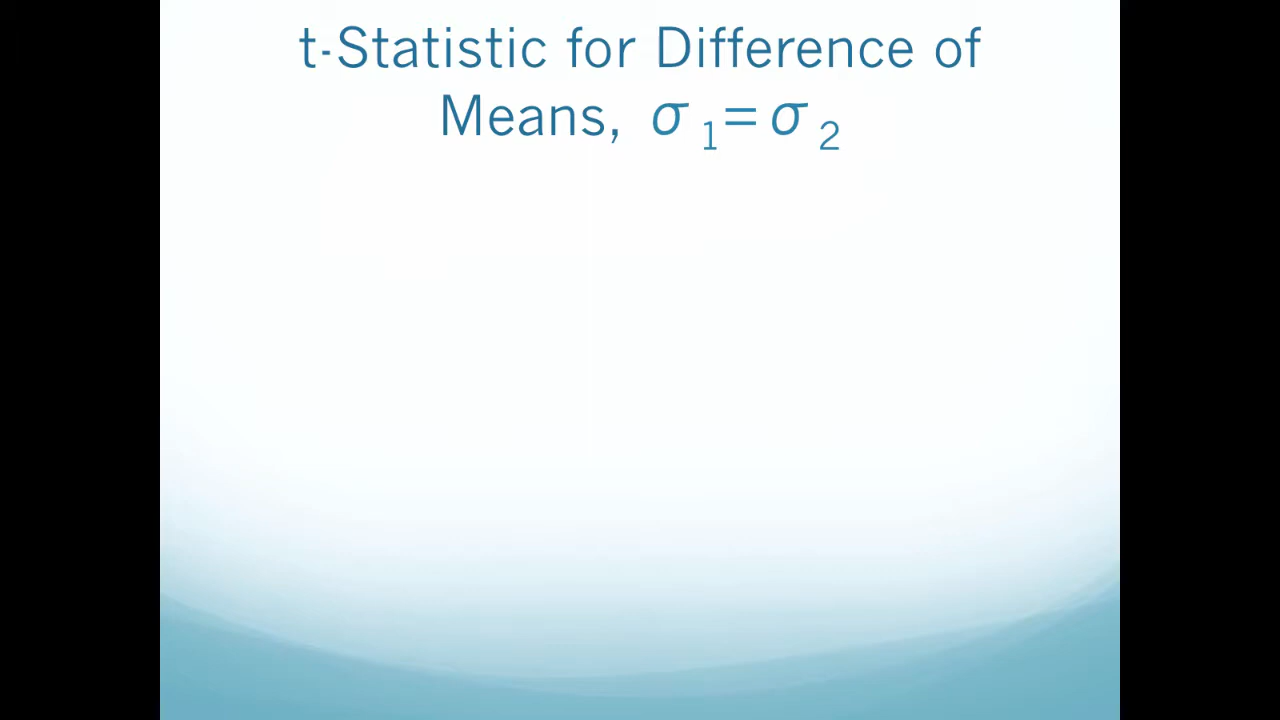 t-Statistic for Difference of
Means, σ₁=σ₂